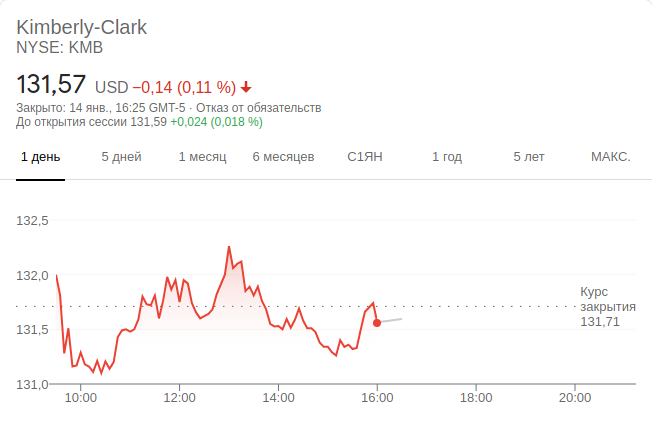 Kimberly-Clark
NYSE: KMB
131,57 USD −0,14 (0,11 %)
Закрыто: 14 янв., 16:25 GMT-5 · Отказ от обязательств
До открытия сессии 131,59 +0,024 (0,018 %)
1 день 5 дней 1 месяц 6 месяцев С1ЯН 1 год 5 лет МАКС.
132,5
132,0
Курс
закрытия
131,71
131,5
131,0
10:00 12:00 14:00 16:00 18:00 20:00